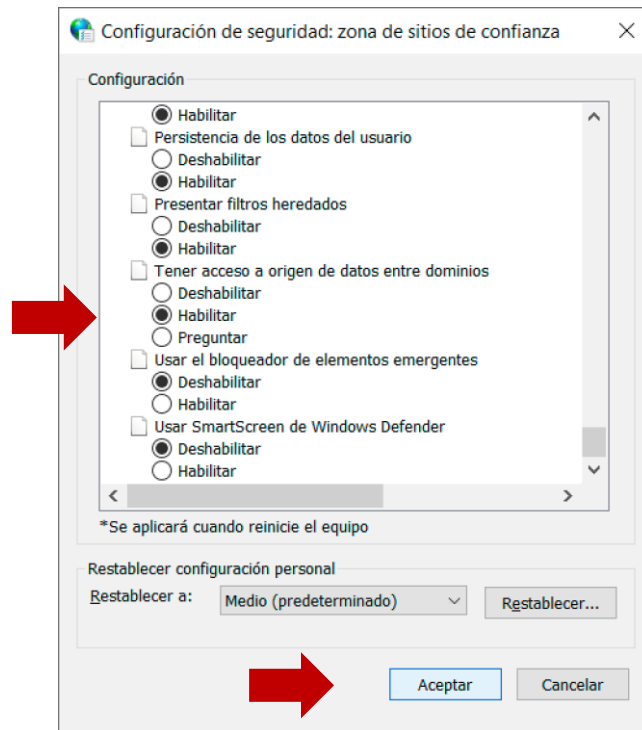 Configuración de seguridad: zona de sitios de confianza
Configuración
Habilitar
Persistencia de los datos del usuario
Deshabilitar
Habilitar
Presentar filtros heredados
Deshabilitar
Habilitar
Tener acceso a origen de datos entre dominios
Deshabilitar
Habilitar
Preguntar
Usar el bloqueador de elementos emergentes
Deshabilitar
Habilitar
Usar SmartScreen de Windows Defender
Deshabilitar
Habilitar
*Se aplicará cuando reinicie el equipo
Restablecer configuración personal
Restablecer a: Medio (predeterminado) Restablecer...
Aceptar Cancelar